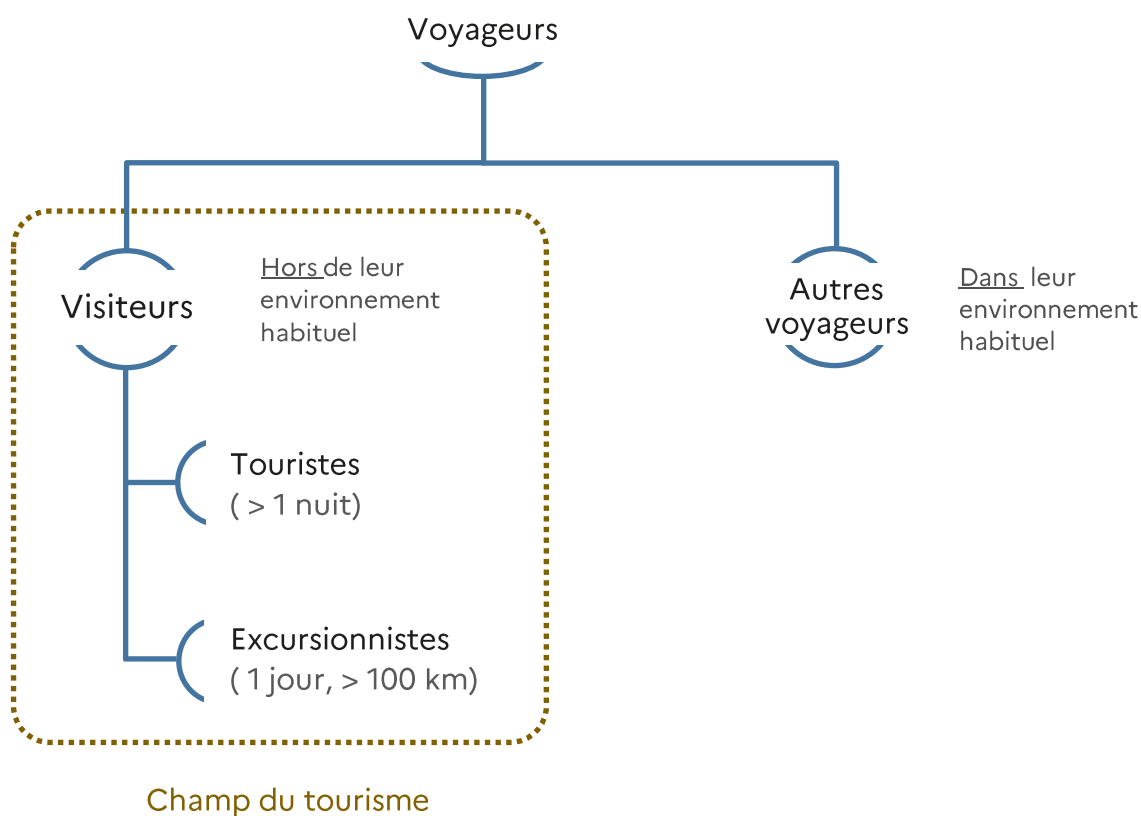 Voyageurs
Visiteurs
Hors de leur
environnement
habituel
Autres
voyageurs
Dans leur
environnement
habituel
Touristes
( > 1 nuit)
Excursionnistes
( 1 jour, > 100 km)
Champ du tourisme